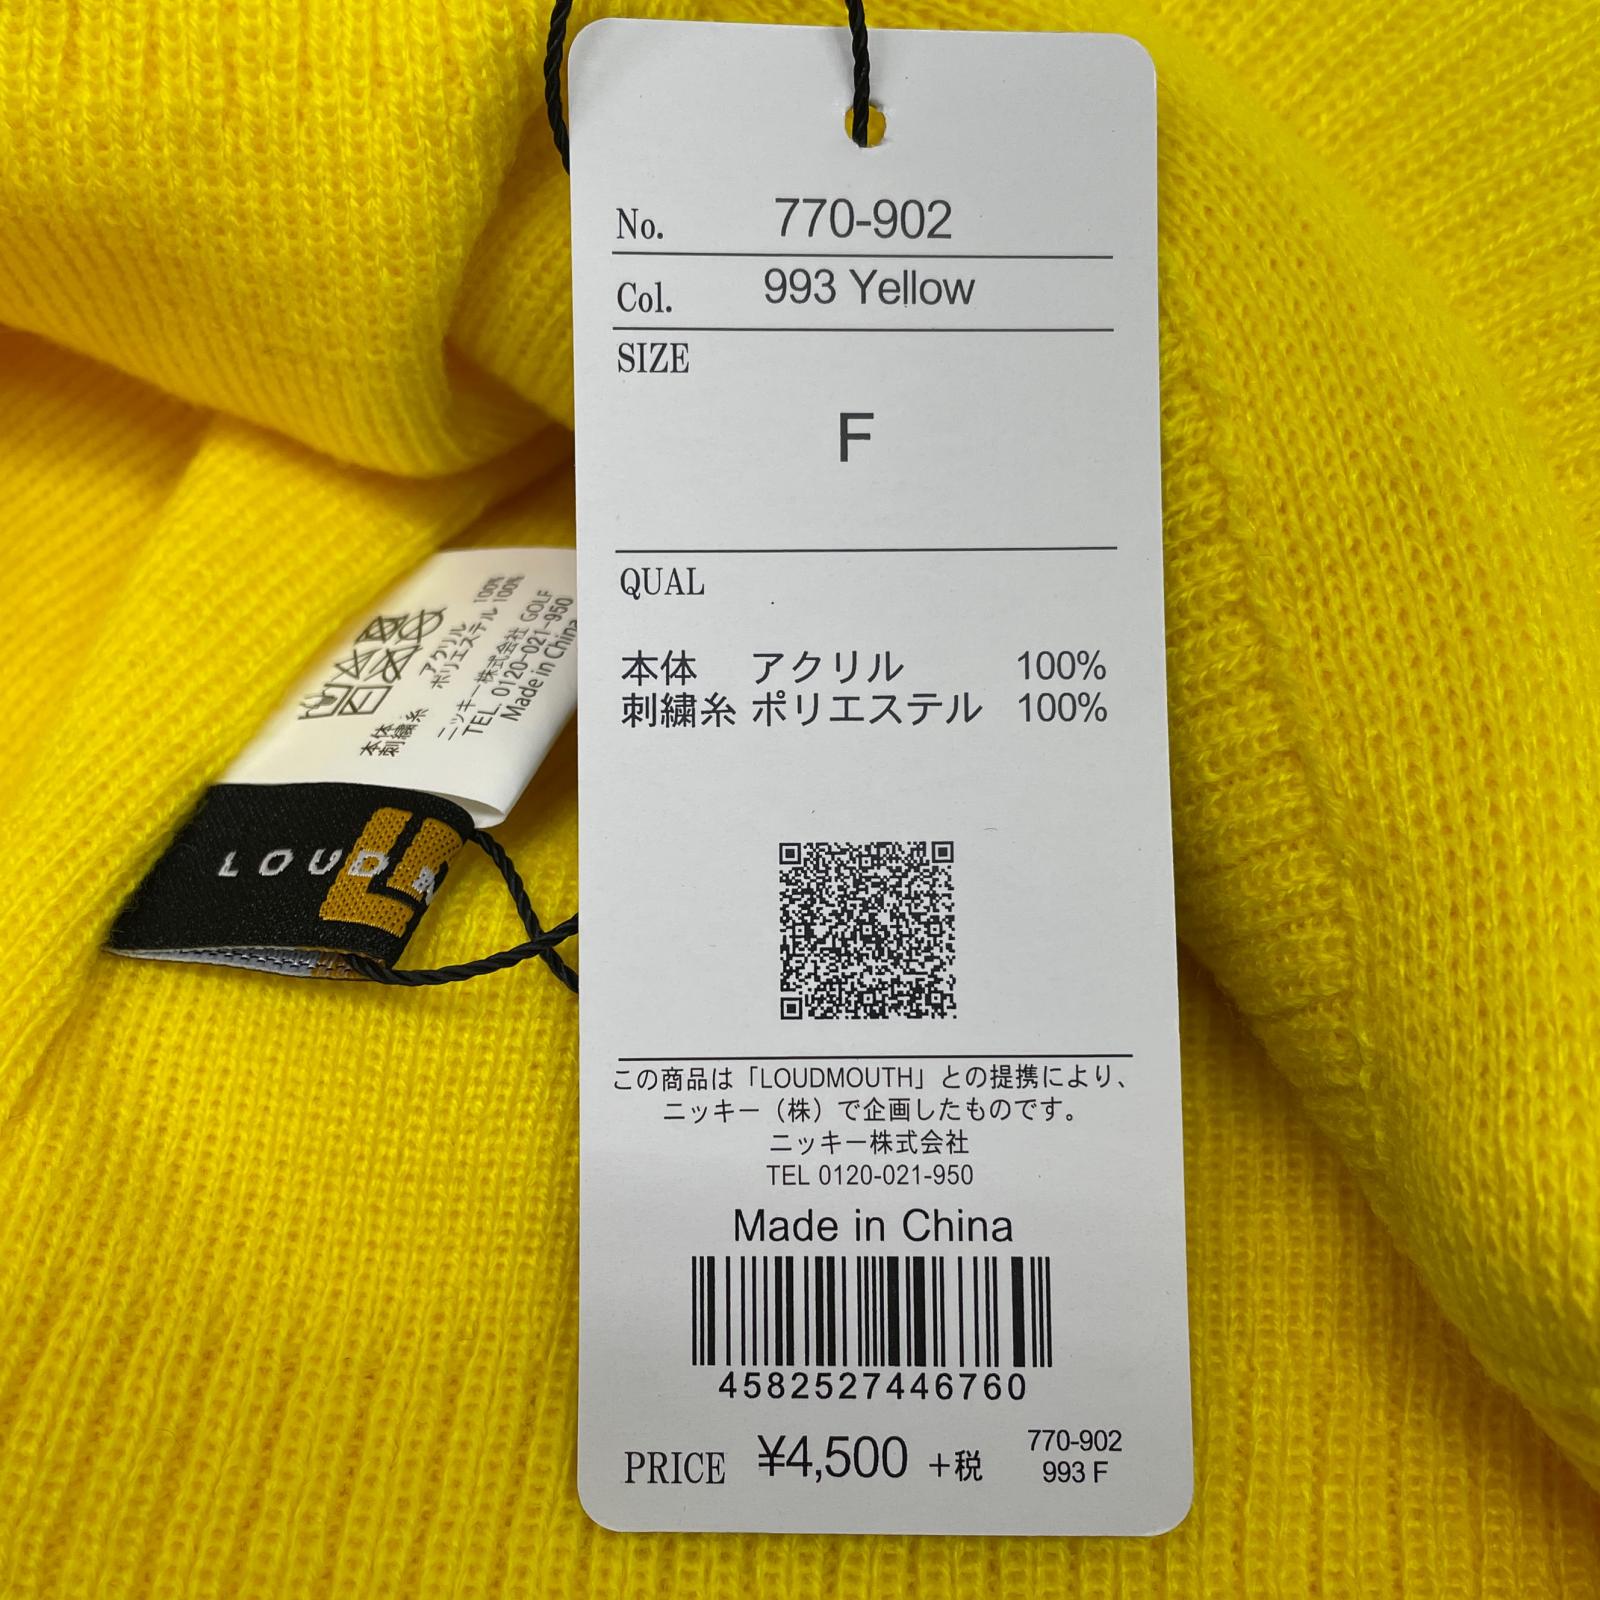 No. 770-902
Col. 993 Yellow
SIZE
F
QUAL
本体 アクリル 100%
刺繍糸 ポリエステル 100%
この商品は「LOUDMOUTH」との提携により、
ニッキー（株）で企画したものです。
ニッキー株式会社
TEL 0120-021-950
Made in China
4582527446760
PRICE ¥4,500 +税
770-902
993 F
本体 アクリル 100%
刺繍糸 ポリエステル 100%
ニッキー株式会社 GOLF
TEL 0120-021-950
Made in China
LOUD